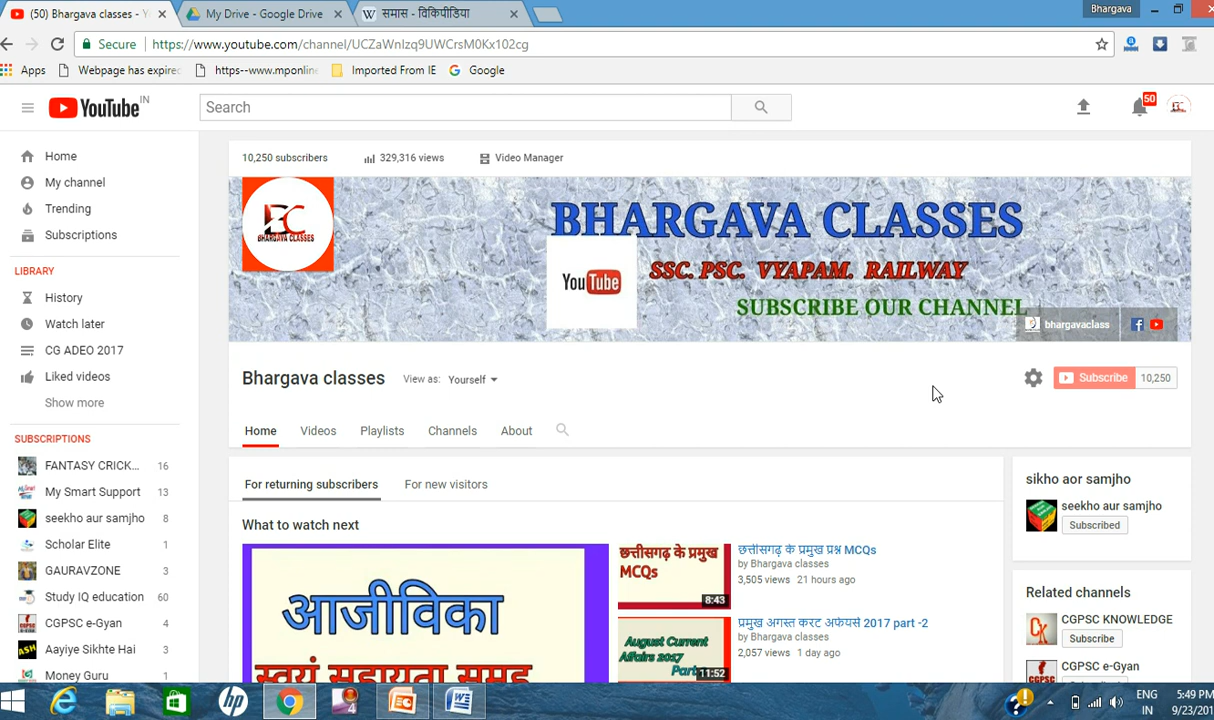 (50) Bhargava classes - Y
My Drive - Google Drive
समास - विकिपीडिया
Bhargava
Secure
https://www.youtube.com/channel/UCZaWnIzq9UWCrsM0Kx102cg
Apps
Webpage has expired
https--www.mponline
Imported From IE
Google
YouTube IN
Search
50
Home
My channel
Trending
Subscriptions
LIBRARY
History
Watch later
CG ADEO 2017
Liked videos
Show more
SUBSCRIPTIONS
FANTASY CRICK... 16
My Smart Support 13
seekho aur samjho 8
Scholar Elite 1
GAURAVZONE 3
Study IQ education 60
CGPSC e-Gyan 4
Aayiye Sikhte Hai 3
Money Guru 1
10,250 subscribers
329,316 views
Video Manager
BHARGAVA CLASSES
BHARGAVA CLASSES
YouTube
SSC. PSC. VYAPAM. RAILWAY
SUBSCRIBE OUR CHANNEL
bhargavaclass
Bhargava classes
View as: Yourself
Subscribe 10,250
Home
Videos
Playlists
Channels
About
For returning subscribers
For new visitors
What to watch next
आजीविका
स्वयं सहायता समूह
छत्तीसगढ़ के प्रमुख
MCQs
8:43
छत्तीसगढ़ के प्रमुख प्रश्न MCQs
by Bhargava classes
3,505 views 21 hours ago
August Current
Affairs 2017
Part
11:52
प्रमुख अगस्त करंट अफेयर्स 2017 part -2
by Bhargava classes
2,057 views 1 day ago
sikho aor samjho
seekho aur samjho
Subscribed
Related channels
CGPSC KNOWLEDGE
Subscribe
CGPSC e-Gyan
ENG
IN
5:49 PM
9/23/201